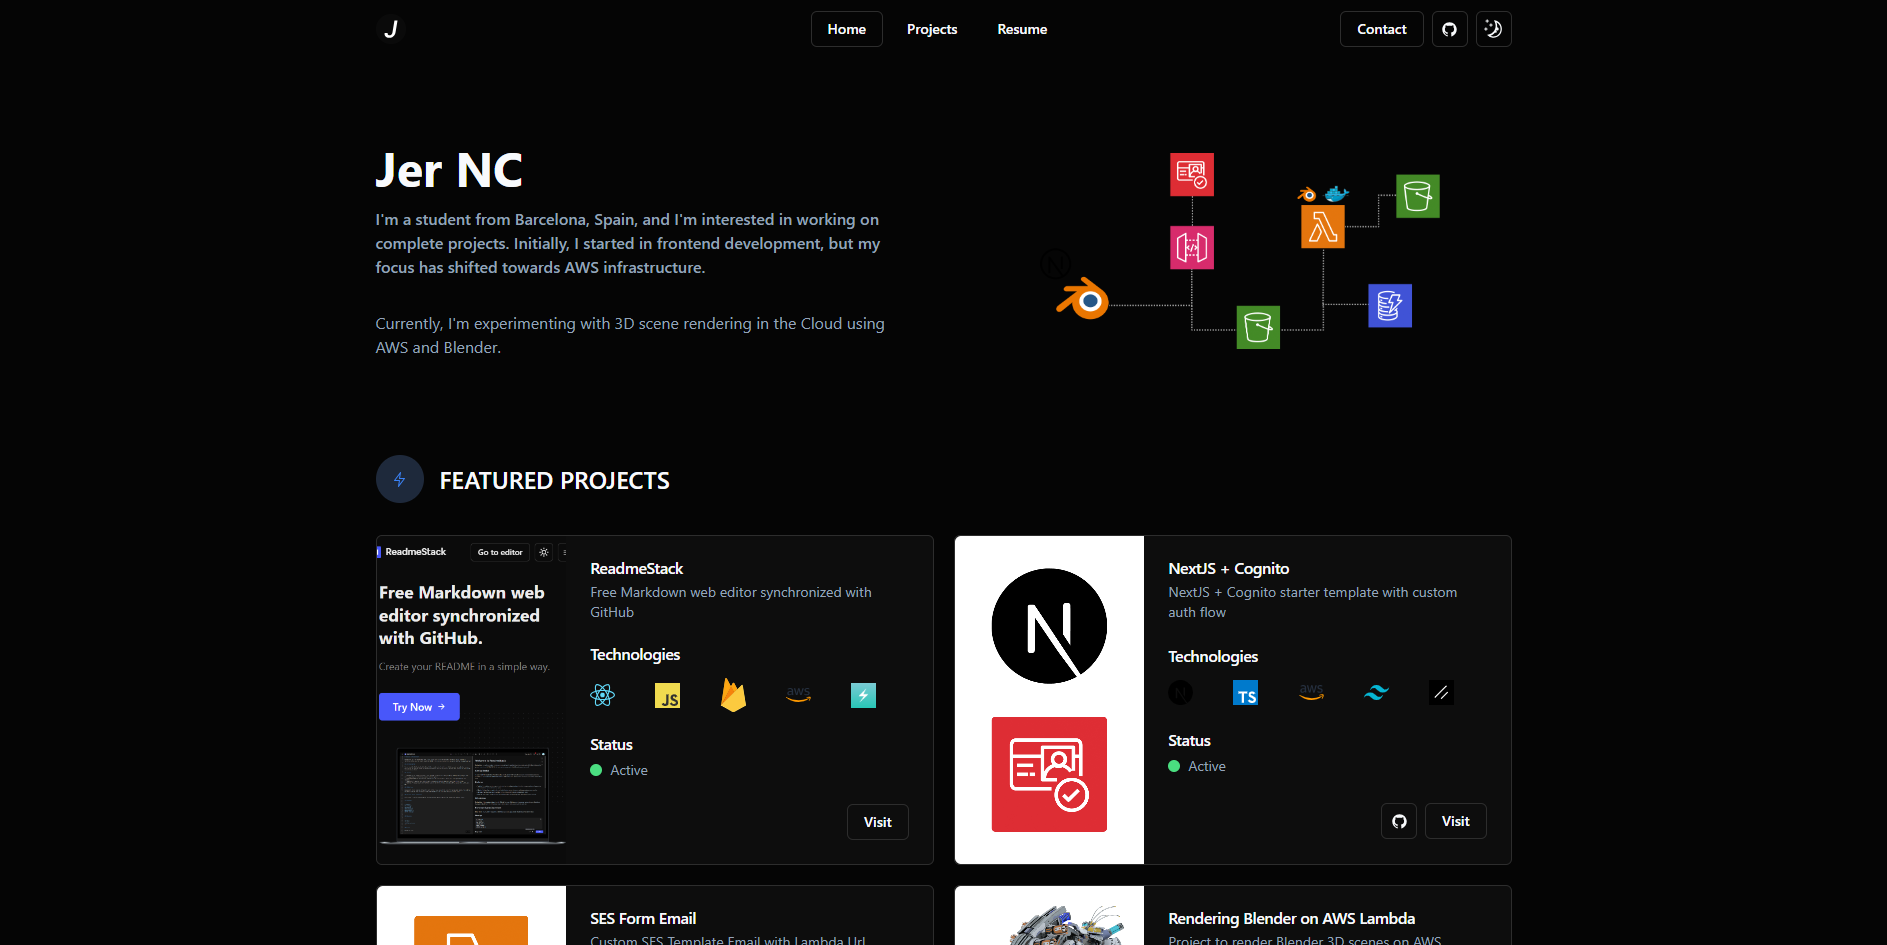 J
Home
Projects
Resume
Contact
Jer NC
I'm a student from Barcelona, Spain, and I'm interested in working on
complete projects. Initially, I started in frontend development, but my
focus has shifted towards AWS infrastructure.
Currently, I'm experimenting with 3D scene rendering in the Cloud using
AWS and Blender.
FEATURED PROJECTS
ReadmeStack
Go to editor
Free Markdown web
editor synchronized
with GitHub.
Create your README in a simple way.
Try Now →
ReadmeStack
Free Markdown web editor synchronized with
GitHub
Technologies
JS
aws
Status
Active
Visit
N
NextJS + Cognito
NextJS + Cognito starter template with custom
auth flow
Technologies
N
TS
aws
Status
Active
Visit
SES Form Email
Custom SES Template Email with Lambda Url
Rendering Blender on AWS Lambda
Project to render Blender 3D scenes on AWS